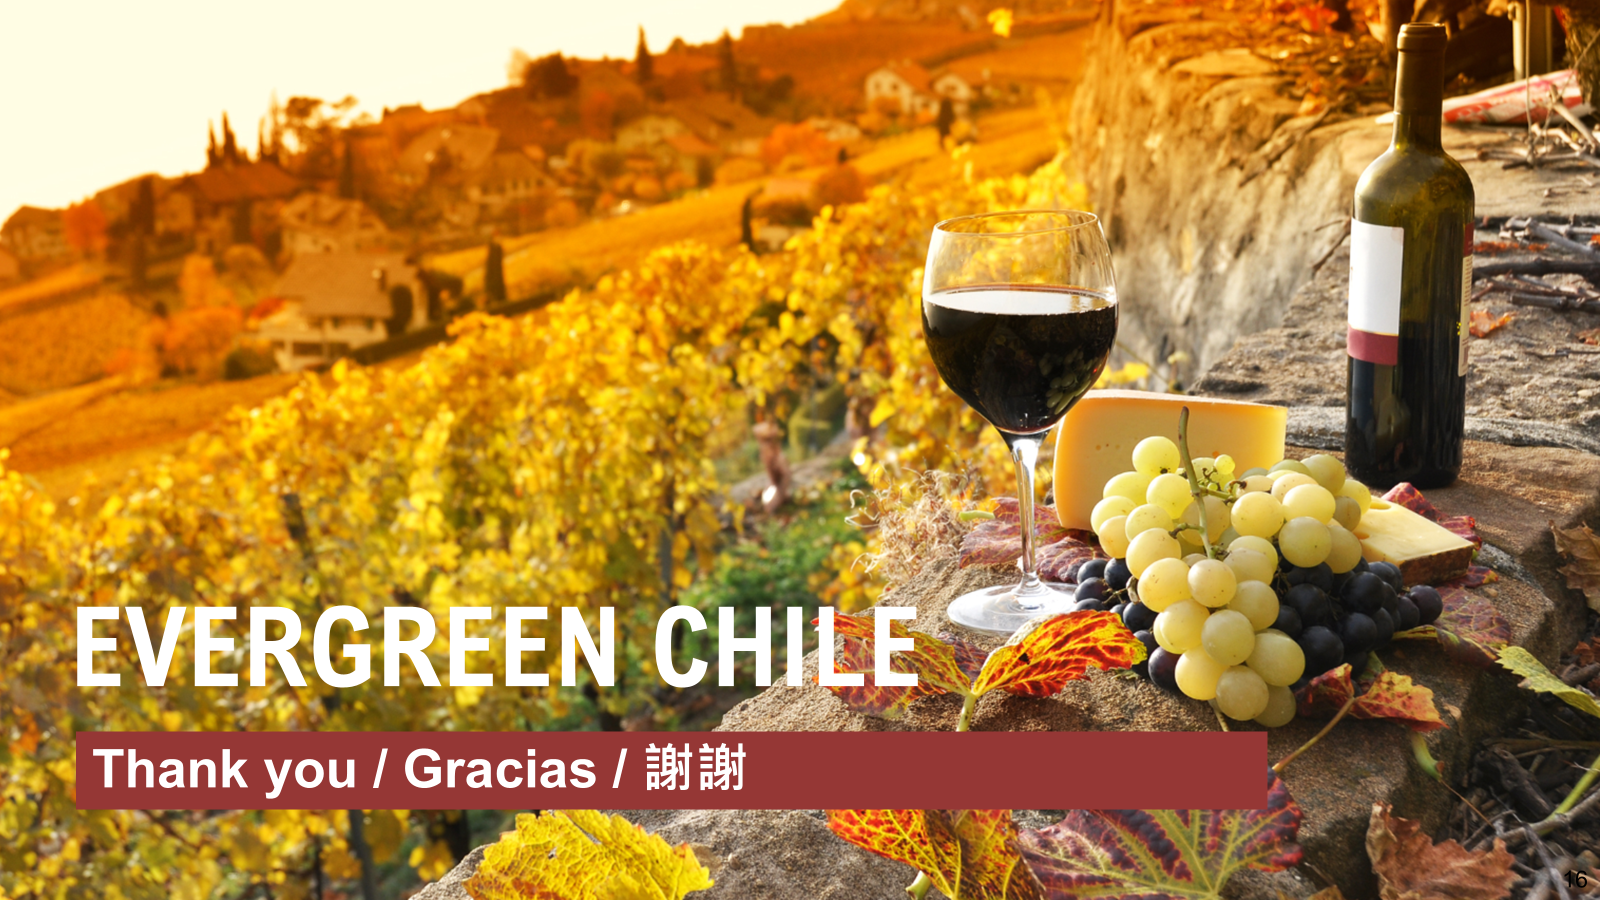 EVERGREEN CHILE
Thank you / Gracias / 謝謝
16